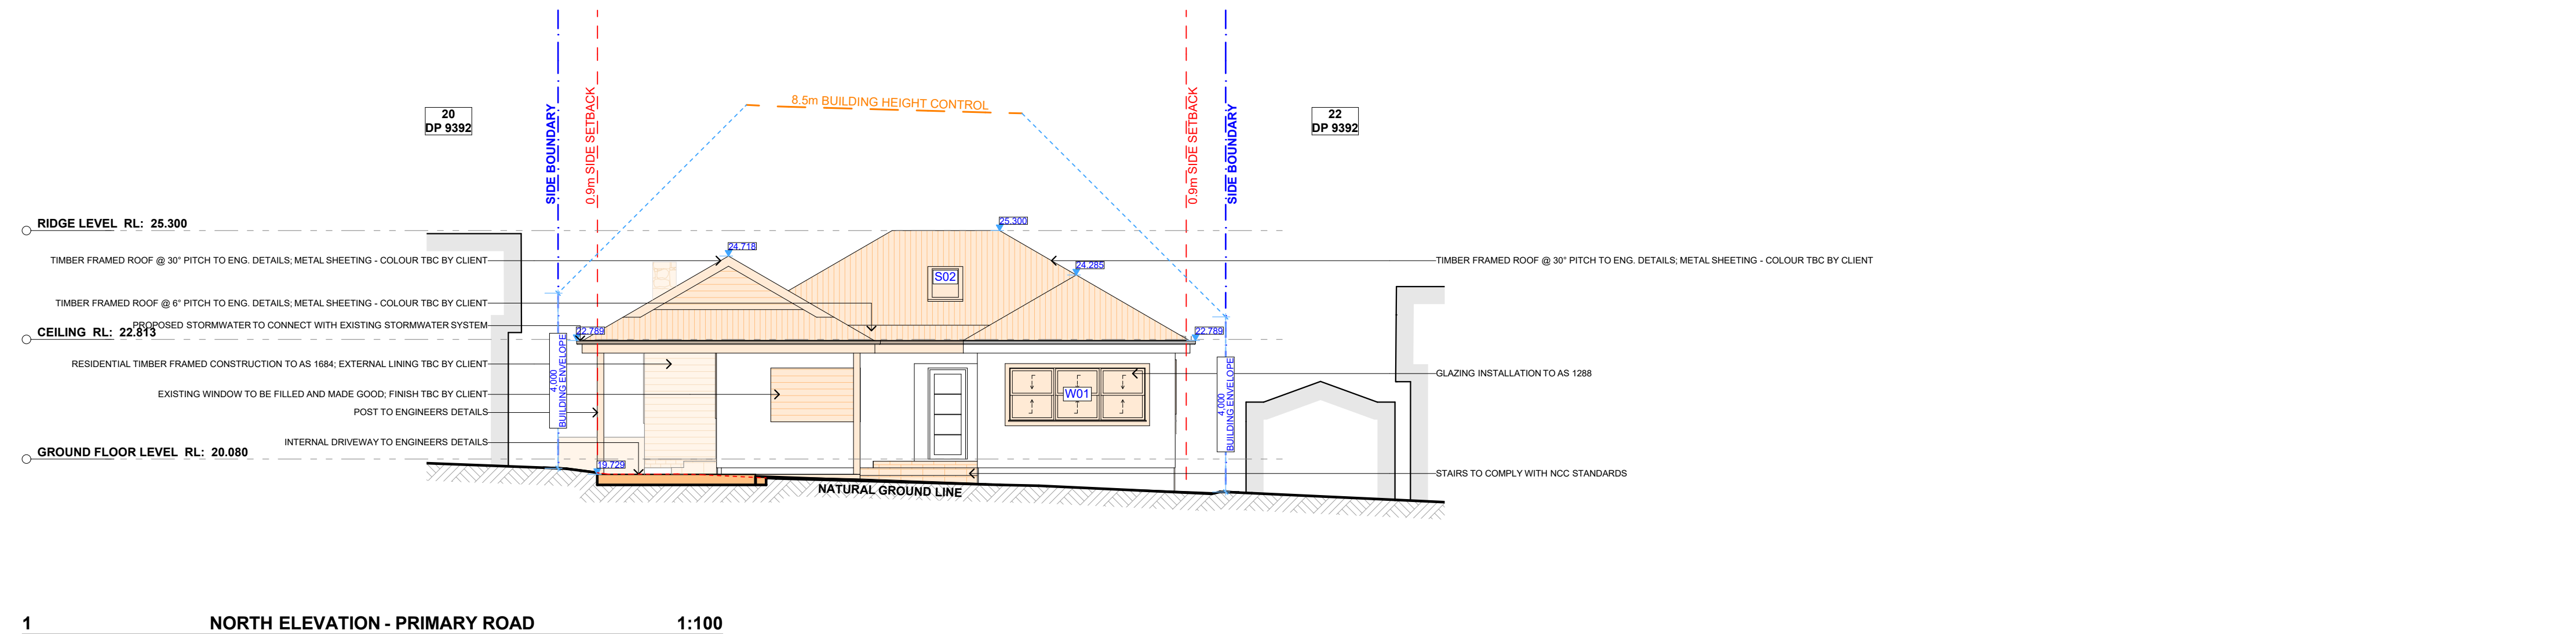 8.5m BUILDING HEIGHT CONTROL
20
DP 9392
SIDE BOUNDARY
0.9m SIDE SETBACK
0.9m SIDE SETBACK
SIDE BOUNDARY
22
DP 9392
RIDGE LEVEL RL: 25.300
25.300
24.718
TIMBER FRAMED ROOF @ 30° PITCH TO ENG. DETAILS; METAL SHEETING - COLOUR TBC BY CLIENT
24.285
TIMBER FRAMED ROOF @ 30° PITCH TO ENG. DETAILS; METAL SHEETING - COLOUR TBC BY CLIENT
S02
TIMBER FRAMED ROOF @ 6° PITCH TO ENG. DETAILS; METAL SHEETING - COLOUR TBC BY CLIENT
PROPOSED STORMWATER TO CONNECT WITH EXISTING STORMWATER SYSTEM
CEILING RL: 22.813
22.789
22.789
4.000
BUILDING ENVELOPE
4.000
BUILDING ENVELOPE
RESIDENTIAL TIMBER FRAMED CONSTRUCTION TO AS 1684; EXTERNAL LINING TBC BY CLIENT
GLAZING INSTALLATION TO AS 1288
EXISTING WINDOW TO BE FILLED AND MADE GOOD; FINISH TBC BY CLIENT
W01
POST TO ENGINEERS DETAILS
INTERNAL DRIVEWAY TO ENGINEERS DETAILS
GROUND FLOOR LEVEL RL: 20.080
19.729
STAIRS TO COMPLY WITH NCC STANDARDS
NATURAL GROUND LINE
1 NORTH ELEVATION - PRIMARY ROAD 1:100